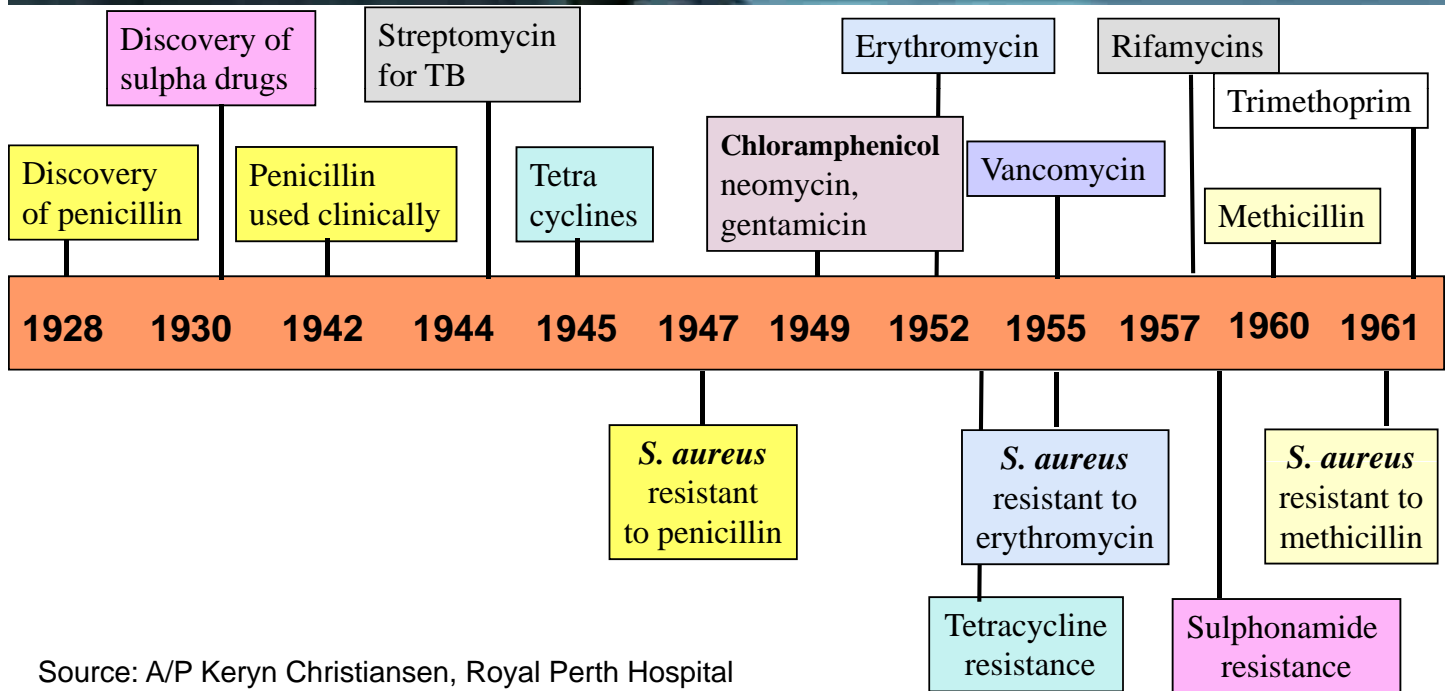 Discovery of
sulpha drugs
Streptomycin
for TB
Erythromycin
Rifamycins
Trimethoprim
Discovery
of penicillin
Penicillin
used clinically
Tetra
cyclines
Chloramphenicol
neomycin,
gentamicin
Vancomycin
Methicillin
1928 1930 1942 1944 1945 1947 1949 1952 1955 1957 1960 1961
S. aureus
resistant
to penicillin
S. aureus
resistant to
erythromycin
S. aureus
resistant to
methicillin
Tetracycline
resistance
Sulphonamide
resistance
Source: A/P Keryn Christiansen, Royal Perth Hospital